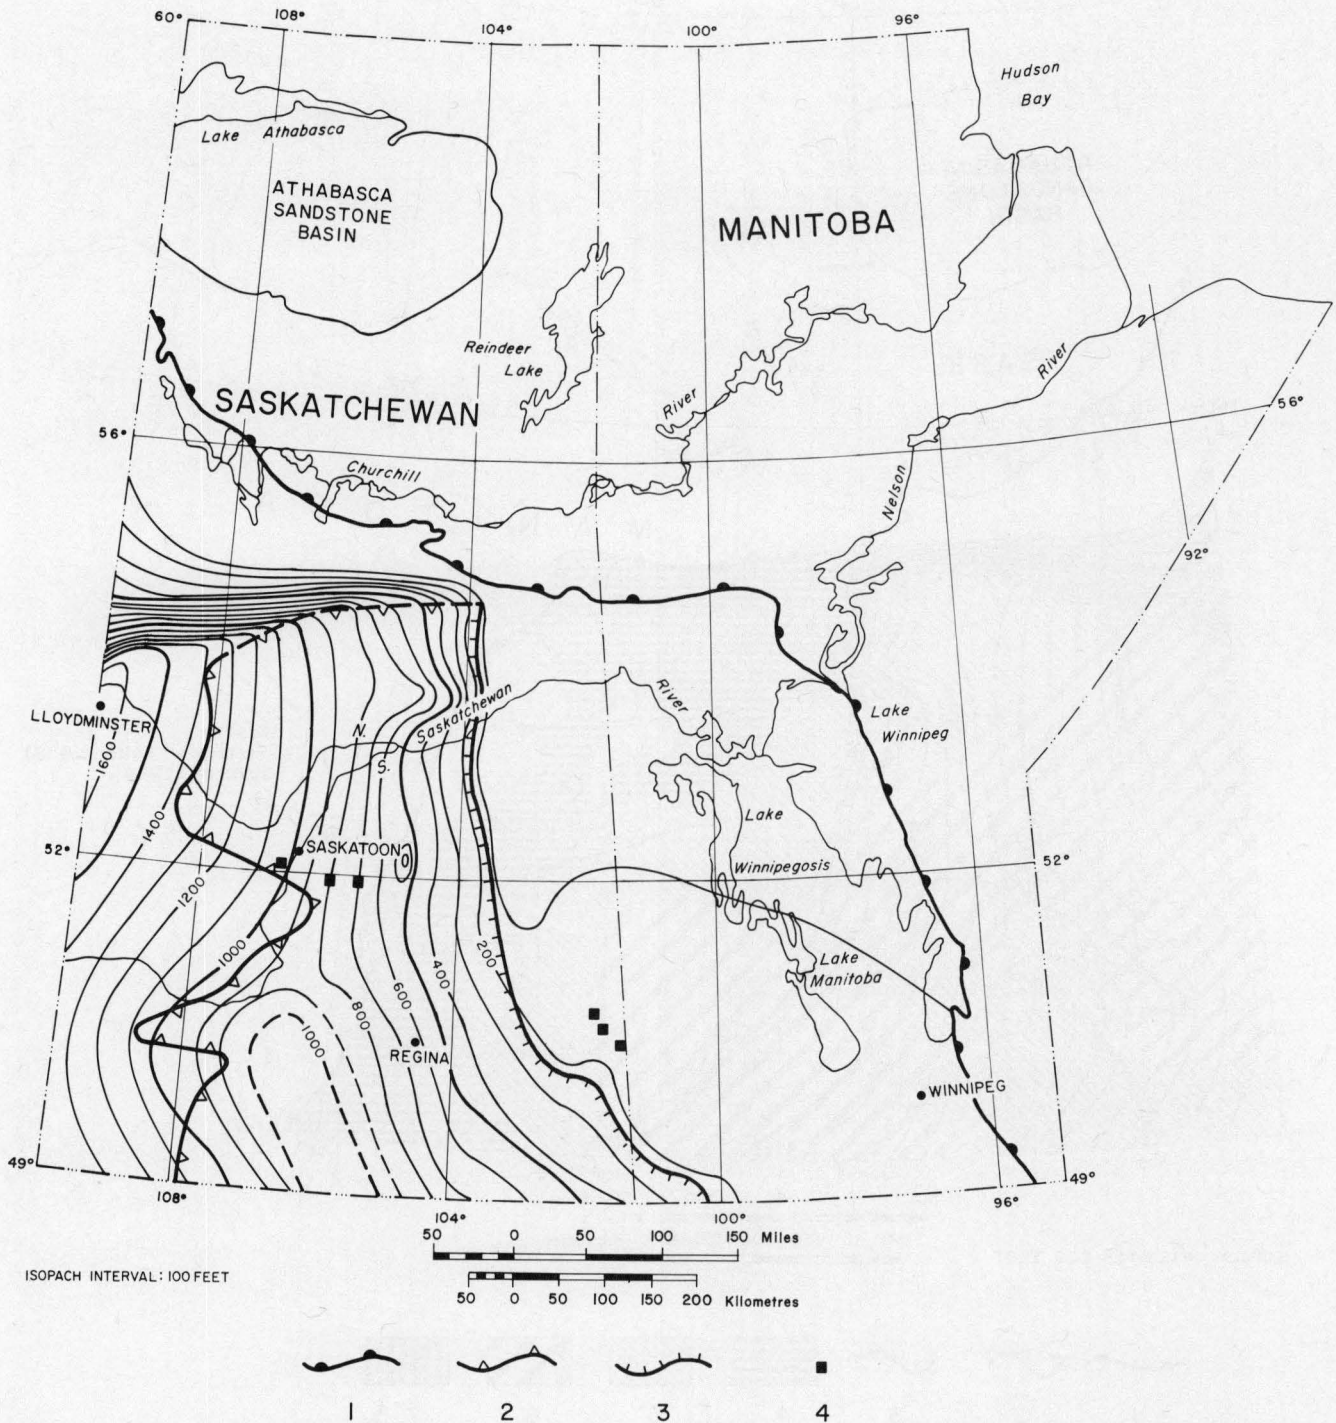 60°
108°
104°
100°
96°
Hudson
Bay
Lake Athabasca
ATHABASCA
SANDSTONE
BASIN
MANITOBA
Reindeer
Lake
River
River
SASKATCHEWAN
56°
56°
Churchill
Nelson
92°
LLOYDMINSTER
N.
Saskatchewan
River
S.
Lake
Winnipeg
1600
1400
Lake
52°
SASKATOON
Winnipegosis
52°
1200
1000
200
400
Lake
Manitoba
600
800
1000
REGINA
WINNIPEG
49°
49°
108°
104°
100°
96°
50 0 50 100 150 Miles
ISOPACH INTERVAL: 100 FEET
50 0 50 100 150 200 Kilometres
1 2 3 4